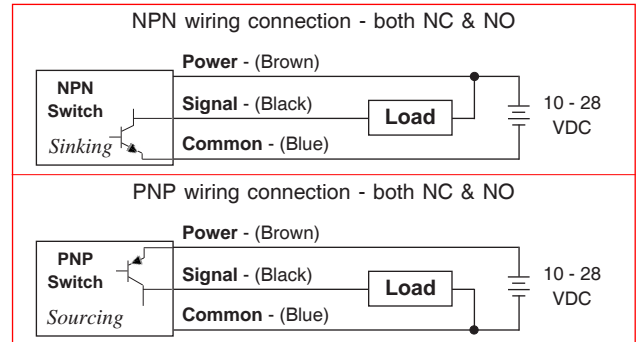 NPN wiring connection - both NC & NO
Power - (Brown)
NPN
Switch
Signal - (Black)
Load
10 - 28
VDC
Sinking
Common - (Blue)
PNP wiring connection - both NC & NO
Power - (Brown)
PNP
Switch
Signal - (Black)
Load
10 - 28
VDC
Sourcing
Common - (Blue)